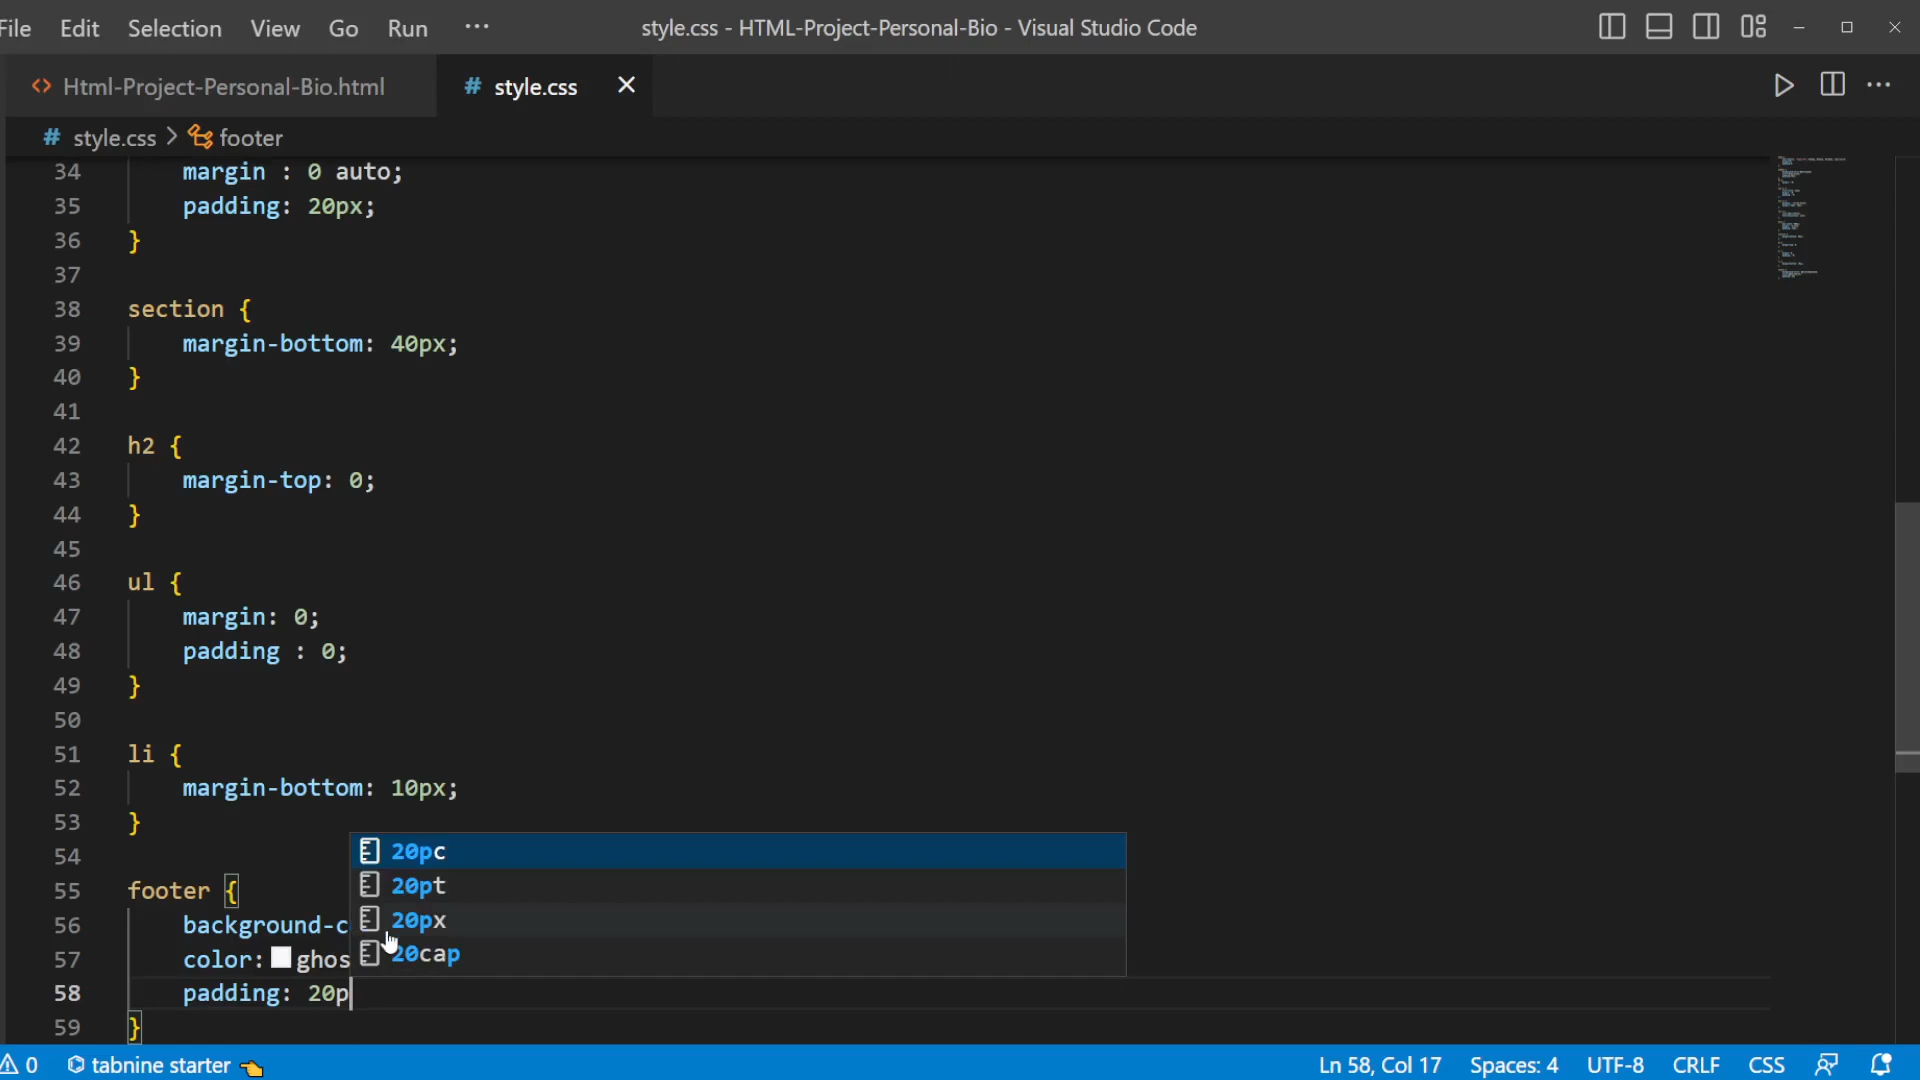 File Edit Selection View Go Run ··· style.css - HTML-Project-Personal-Bio - Visual Studio Code
<> Html-Project-Personal-Bio.html # style.css
# style.css > footer
34 margin : 0 auto;
35 padding: 20px;
36 }
37
38 section {
39 margin-bottom: 40px;
40 }
41
42 h2 {
43 margin-top: 0;
44 }
45
46 ul {
47 margin: 0;
48 padding : 0;
49 }
50
51 li {
52 margin-bottom: 10px;
53 }
54
20pc
20pt
20px
20cap
55 footer {
56 background-c
57 color: ghos
58 padding: 20p
59 }
0 tabnine starter Ln 58, Col 17 Spaces: 4 UTF-8 CRLF CSS